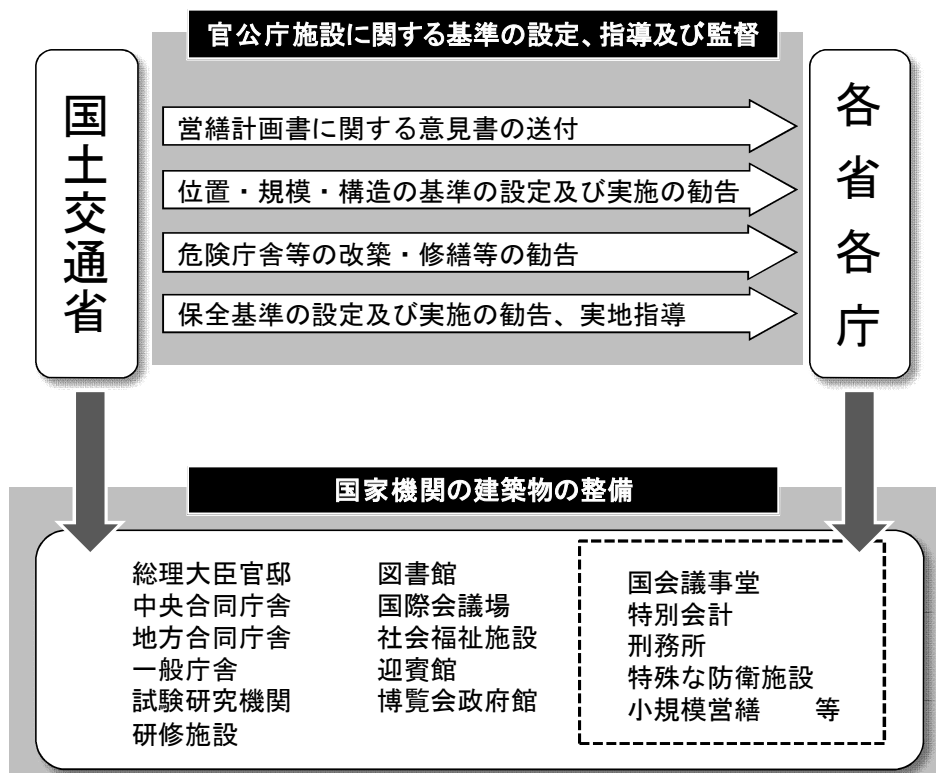 官公庁施設に関する基準の設定、指導及び監督
国土交通省
営繕計画書に関する意見書の送付
位置・規模・構造の基準の設定及び実施の勧告
危険庁舎等の改築・修繕等の勧告
保全基準の設定及び実施の勧告、実地指導
各省各庁
国家機関の建築物の整備
総理大臣官邸
中央合同庁舎
地方合同庁舎
一般庁舎
試験研究機関
研修施設
図書館
国際会議場
社会福祉施設
迎賓館
博覧会政府館
国会議事堂
特別会計
刑務所
特殊な防衛施設
小規模営繕 等